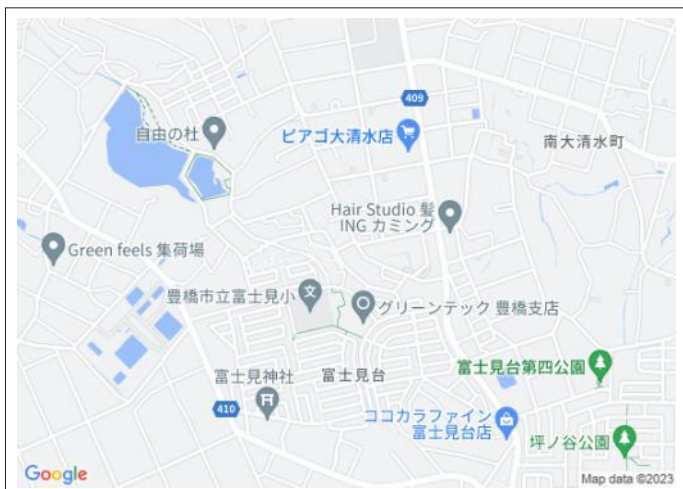 409
自由の杜
ピアゴ大清水店
南大清水町
Hair Studio 髪
ING カミング
Green feels 集荷場
豊橋市立富士見小
文
グリーンテック 豊橋支店
富士見台第四公園
富士見神社
富士見台
410
ココカラファイン
富士見台店
坪ノ谷公園
Google
Map data ©2023